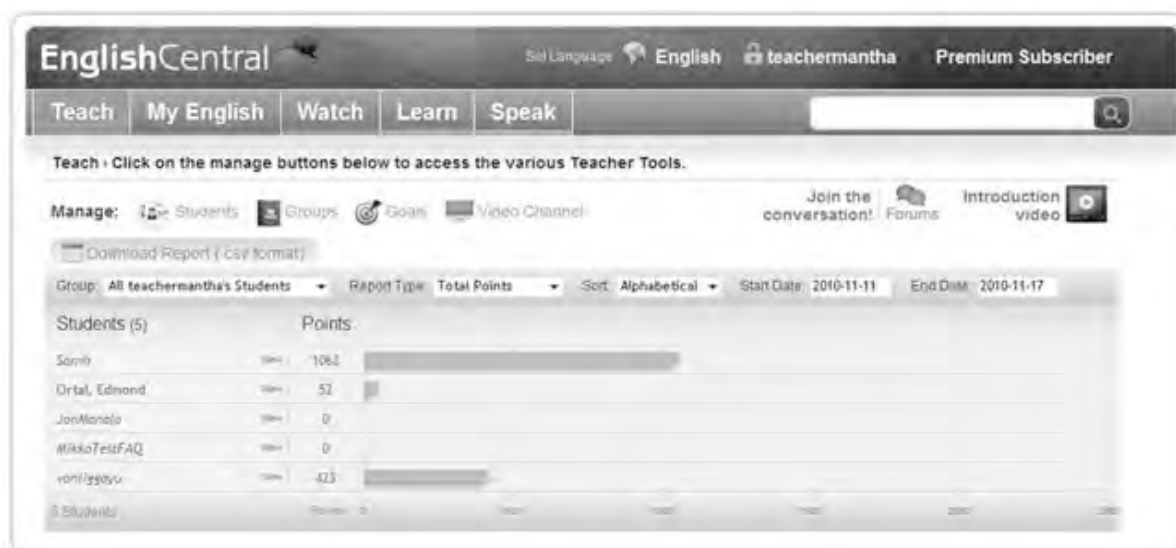 EnglishCentral
Set Language English teachermantha Premium Subscriber
Teach My English Watch Learn Speak
Teach › Click on the manage buttons below to access the various Teacher Tools.
Manage: Students Groups Goals Video Channel Join the conversation! Forums Introduction video
Download Report (.csv format)
Group: All teachermantha's Students Report Type: Total Points Sort: Alphabetical Start Date: 2010-11-11 End Date: 2010-11-17
Students (5) Points
1062
Ortal, Edmond 52
JonManalo 0
MikkoTestFAQ 0
423
5 Students Points 0